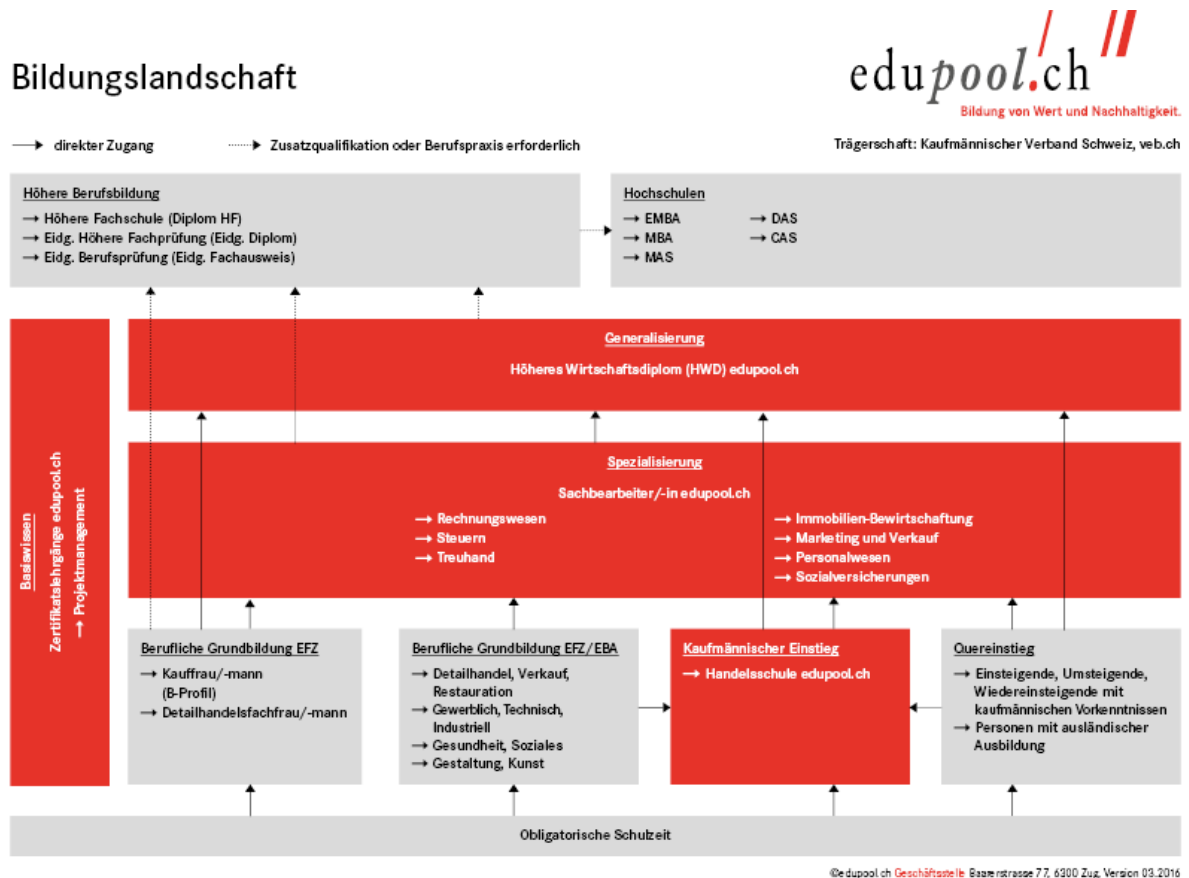 Bildungslandschaft
edupool.ch
Bildung von Wert und Nachhaltigkeit.
→ direkter Zugang
→ Zusatzqualifikation oder Berufspraxis erforderlich
Trägerschaft: Kaufmännischer Verband Schweiz, veb.ch
Höhere Berufsbildung
→ Höhere Fachschule (Diplom HF)
→ Eidg. Höhere Fachprüfung (Eidg. Diplom)
→ Eidg. Berufsprüfung (Eidg. Fachausweis)
Hochschulen
→ EMBA
→ MBA
→ MAS
→ DAS
→ CAS
Basiswissen
Zertifikatslehrgänge edupool.ch
→ Projektmanagement
Generalisierung
Höheres Wirtschaftsdiplom (HWD) edupool.ch
Spezialisierung
Sachbearbeiter/-in edupool.ch
→ Rechnungswesen
→ Steuern
→ Treuhand
→ Immobilien-Bewirtschaftung
→ Marketing und Verkauf
→ Personalwesen
→ Sozialversicherungen
Berufliche Grundbildung EFZ
→ Kauffrau/-mann
(B-Profil)
→ Detailhandelsfachfrau/-mann
Berufliche Grundbildung EFZ/EBA
→ Detailhandel, Verkauf,
Restauration
→ Gewerblich, Technisch,
Industriell
→ Gesundheit, Soziales
→ Gestaltung, Kunst
Kaufmännischer Einstieg
→ Handelsschule edupool.ch
Quereinstieg
→ Einsteigende, Umsteigende,
Wiedereinsteigende mit
kaufmännischen Vorkenntnissen
→ Personen mit ausländischer
Ausbildung
Obligatorische Schulzeit
©edupool.ch Geschäftsstelle Baarerstrasse 77, 6300 Zug, Version 03.2016